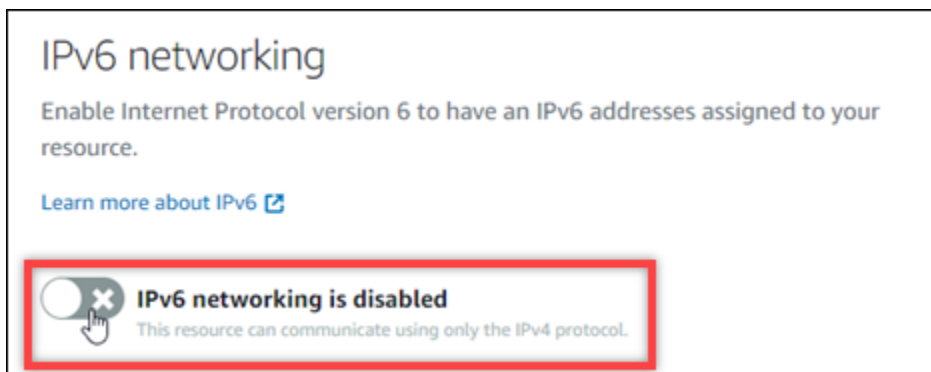 IPv6 networking
Enable Internet Protocol version 6 to have an IPv6 addresses assigned to your
resource.
Learn more about IPv6
IPv6 networking is disabled
This resource can communicate using only the IPv4 protocol.